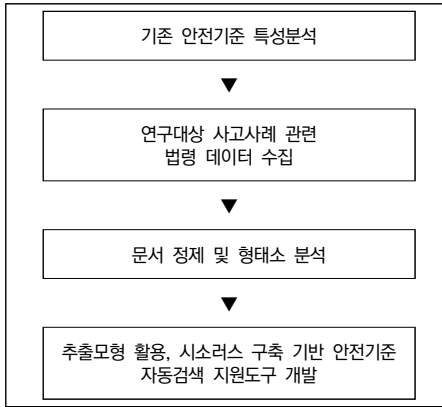 기존 안전기준 특성분석
▼
연구대상 사고사례 관련
법령 데이터 수집
▼
문서 정제 및 형태소 분석
▼
추출모형 활용, 시소러스 구축 기반 안전기준
자동검색 지원도구 개발